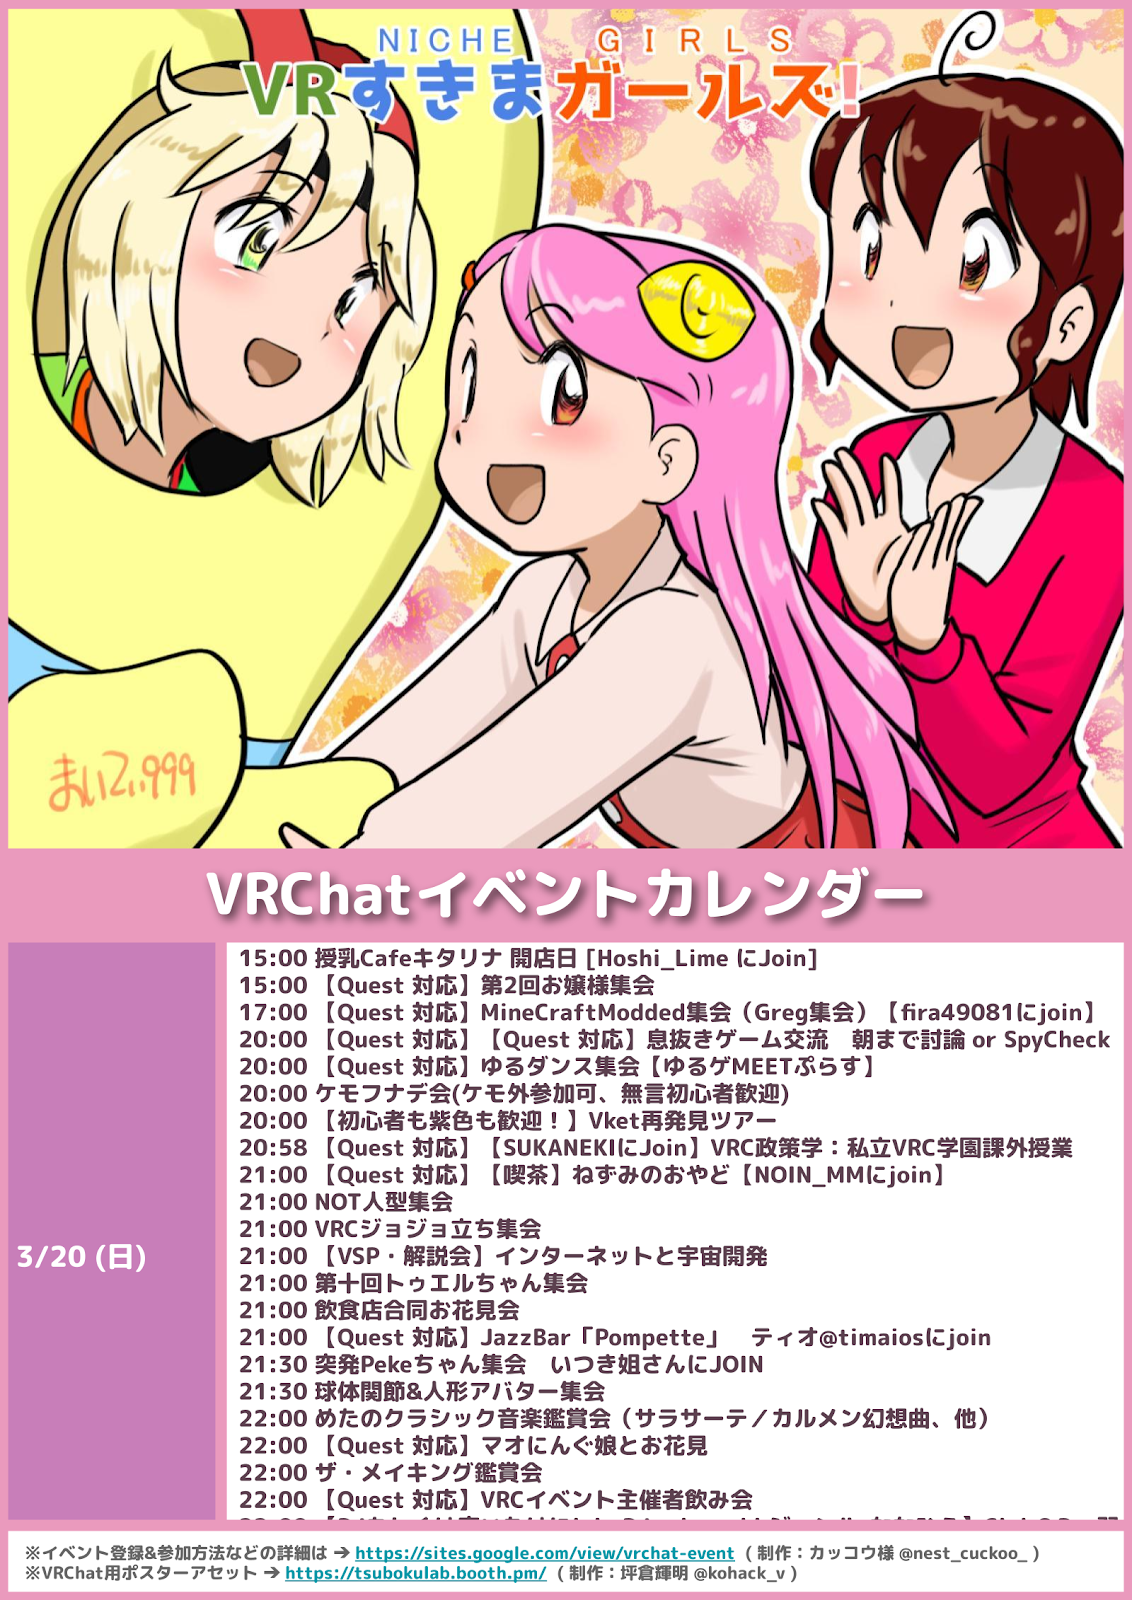 NICHE GIRLS
VRすきまガールズ!
まいてぃ999
VRChatイベントカレンダー
3/20 (日)
15:00 授乳Cafeキタリナ 開店日 [Hoshi_Lime にJoin]
15:00 【Quest 対応】第2回お嬢様集会
17:00 【Quest 対応】MineCraftModded集会（Greg集会）【fira49081にjoin】
20:00 【Quest 対応】【Quest 対応】息抜きゲーム交流　朝まで討論 or SpyCheck
20:00 【Quest 対応】ゆるダンス集会【ゆるゲMEETぷらす】
20:00 ケモフナデ会(ケモ外参加可、無言初心者歓迎)
20:00 【初心者も紫色も歓迎！】Vket再発見ツアー
20:58 【Quest 対応】【SUKANEKIにJoin】VRC政策学：私立VRC学園課外授業
21:00 【Quest 対応】【喫茶】ねずみのおやど【NOIN_MMにjoin】
21:00 NOT人型集会
21:00 VRCジョジョ立ち集会
21:00 【VSP・解説会】インターネットと宇宙開発
21:00 第十回トゥエルちゃん集会
21:00 飲食店合同お花見会
21:00 【Quest 対応】JazzBar「Pompette」　ティオ@timaiosにjoin
21:30 突発Pekeちゃん集会　いつき姐さんにJOIN
21:30 球体関節&人形アバター集会
22:00 めたのクラシック音楽鑑賞会（サラサーテ／カルメン幻想曲、他）
22:00 【Quest 対応】マオにんぐ娘とお花見
22:00 ザ・メイキング鑑賞会
22:00 【Quest 対応】VRCイベント主催者飲み会
※イベント登録&参加方法などの詳細は ➔ https://sites.google.com/view/vrchat-event ( 制作：カッコウ様 @nest_cuckoo_ )
※VRChat用ポスターアセット ➔ https://tsubokulab.booth.pm/ ( 制作：坪倉輝明 @kohack_v )